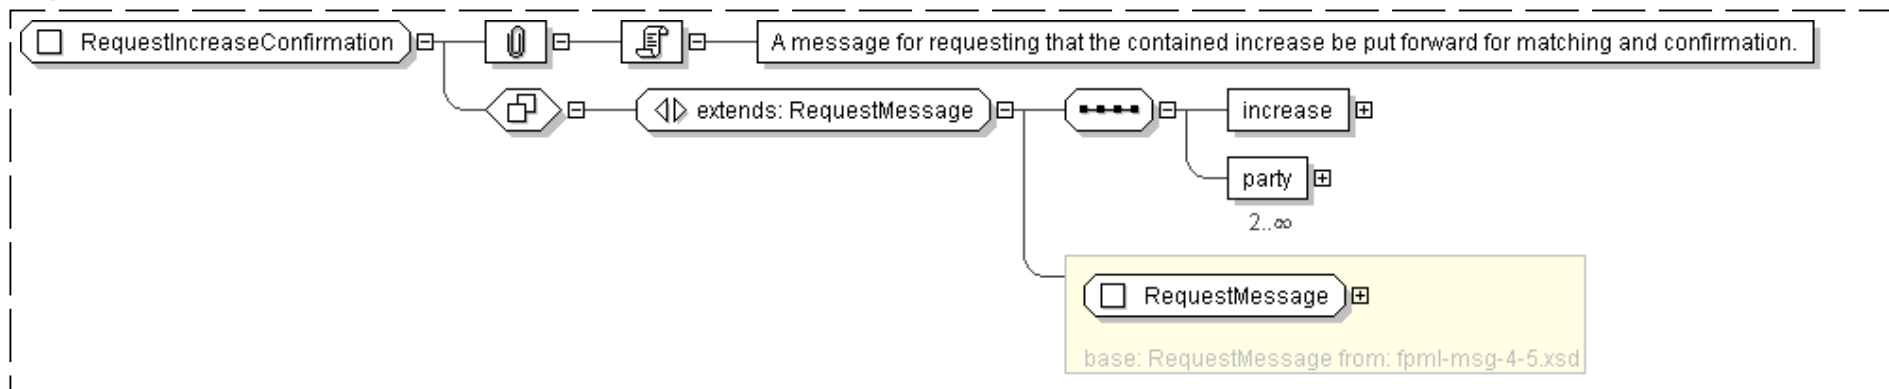 RequestIncreaseConfirmation
A message for requesting that the contained increase be put forward for matching and confirmation.
extends: RequestMessage
increase
party
2..∞
RequestMessage
base: RequestMessage from: fpml-msg-4-5.xsd